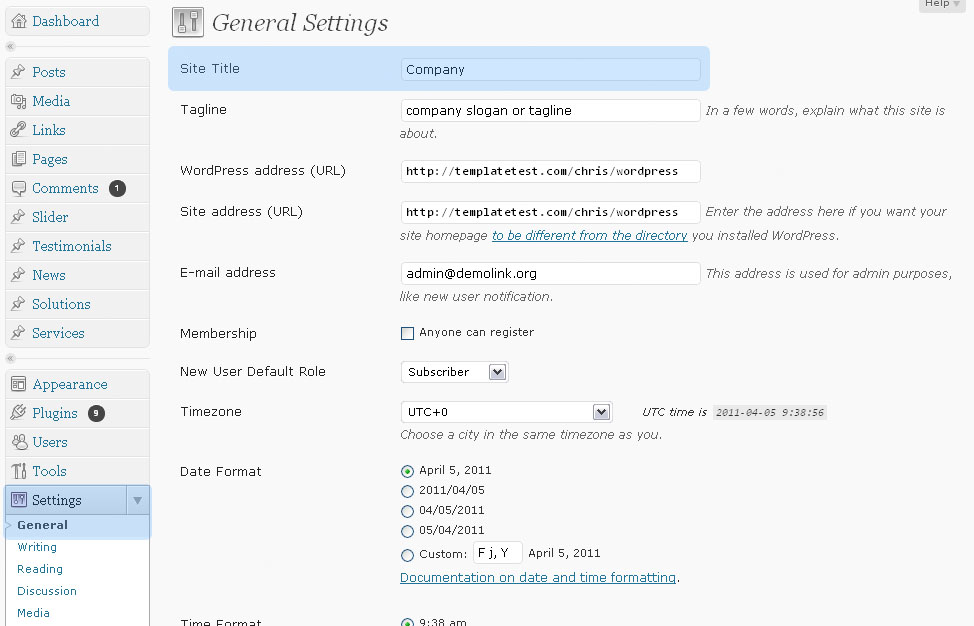 Help
Dashboard
Posts
Media
Links
Pages
Comments 1
Slider
Testimonials
News
Solutions
Services
Appearance
Plugins 9
Users
Tools
Settings
General
Writing
Reading
Discussion
Media
General Settings
Site Title Company
Tagline company slogan or tagline In a few words, explain what this site is
about.
WordPress address (URL) http://templatetest.com/chris/wordpress
Site address (URL) http://templatetest.com/chris/wordpress Enter the address here if you want your
site homepage to be different from the directory you installed WordPress.
E-mail address admin@demolink.org This address is used for admin purposes,
like new user notification.
Membership Anyone can register
New User Default Role Subscriber
Timezone UTC+0 UTC time is 2011-04-05 9:38:56
Choose a city in the same timezone as you.
Date Format April 5, 2011
2011/04/05
04/05/2011
05/04/2011
Custom: F j, Y April 5, 2011
Documentation on date and time formatting.
Time Format 9:38 am